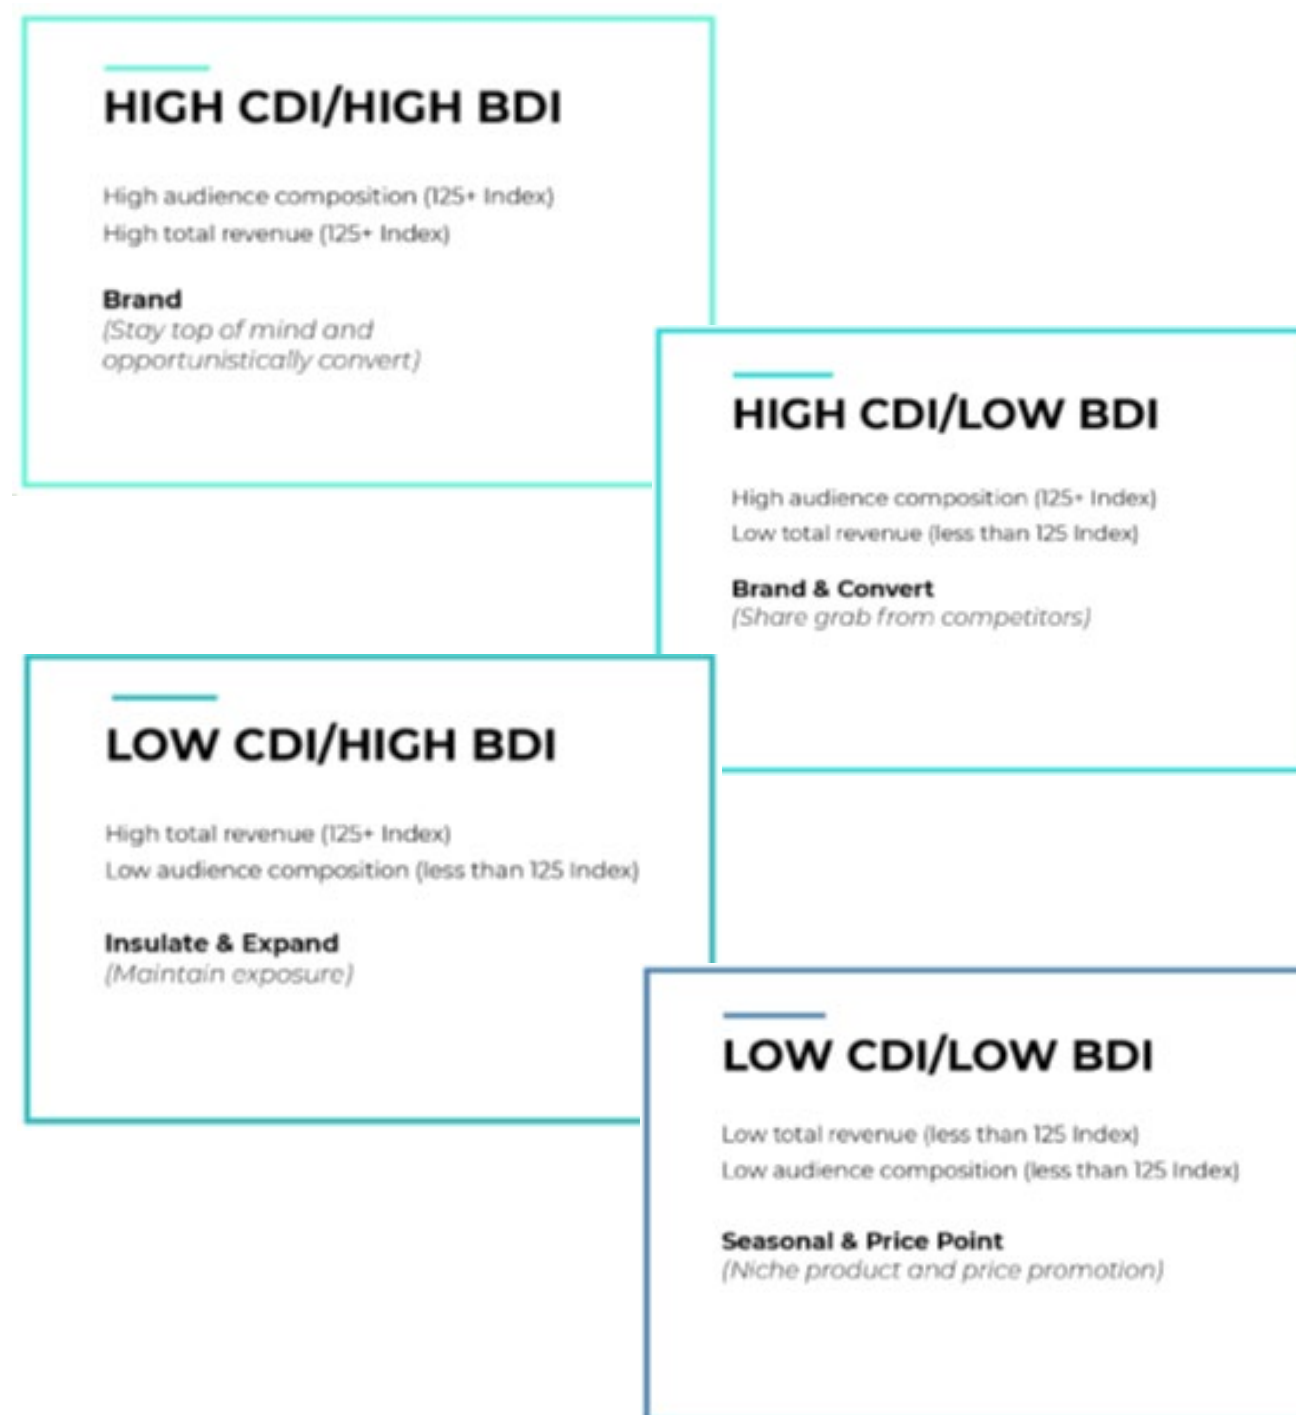 HIGH CDI/HIGH BDI
High audience composition (125+ Index)
High total revenue (125+ Index)
Brand
(Stay top of mind and
opportunistically convert)
HIGH CDI/LOW BDI
High audience composition (125+ Index)
Low total revenue (less than 125 Index)
Brand & Convert
(Share grab from competitors)
LOW CDI/HIGH BDI
High total revenue (125+ Index)
Low audience composition (less than 125 Index)
Insulate & Expand
(Maintain exposure)
LOW CDI/LOW BDI
Low total revenue (less than 125 Index)
Low audience composition (less than 125 Index)
Seasonal & Price Point
(Niche product and price promotion)